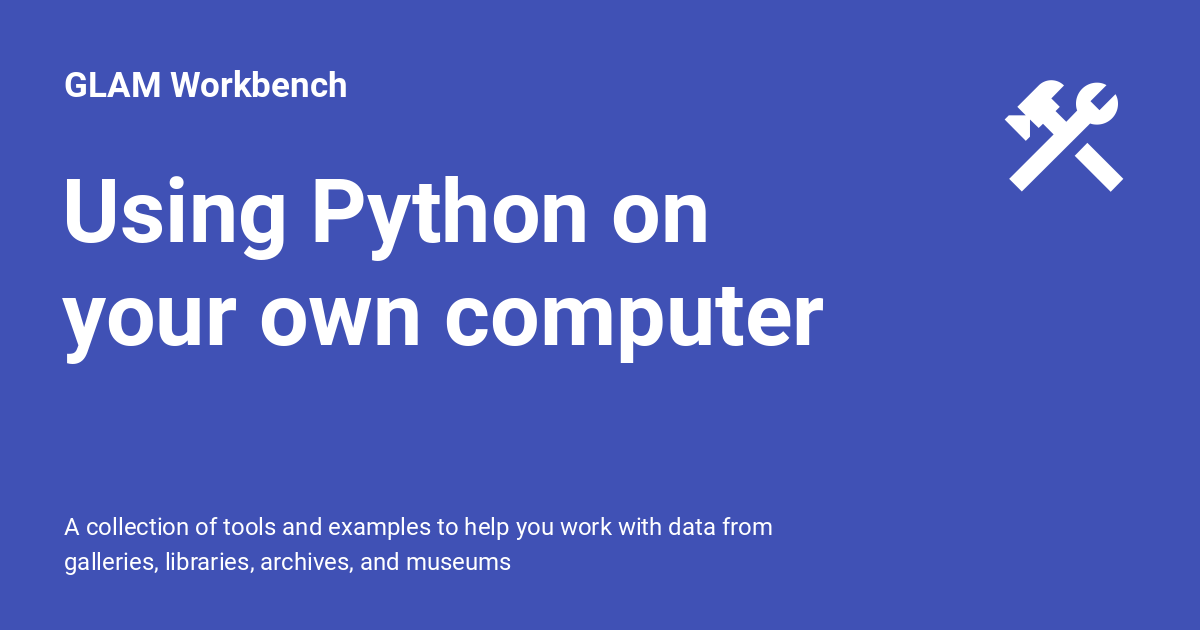 GLAM Workbench
Using Python on
your own computer
A collection of tools and examples to help you work with data from
galleries, libraries, archives, and museums